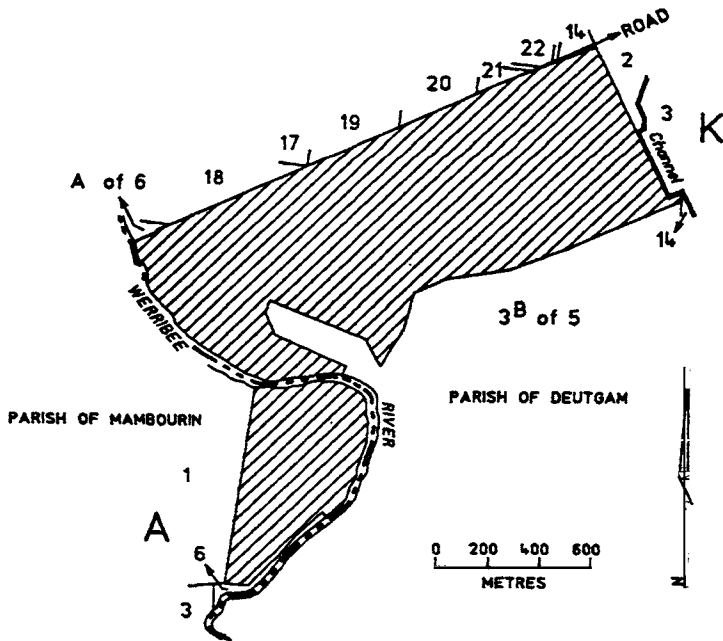 14
ROAD
22
2
21
20
3
K
19
Channel
17
18
A of 6
14
3B of 5
WERRIBEE
RIVER
PARISH OF MAMBOURIN
PARISH OF DEUTGAM
1
A
6
3
0 200 400 600
METRES
N